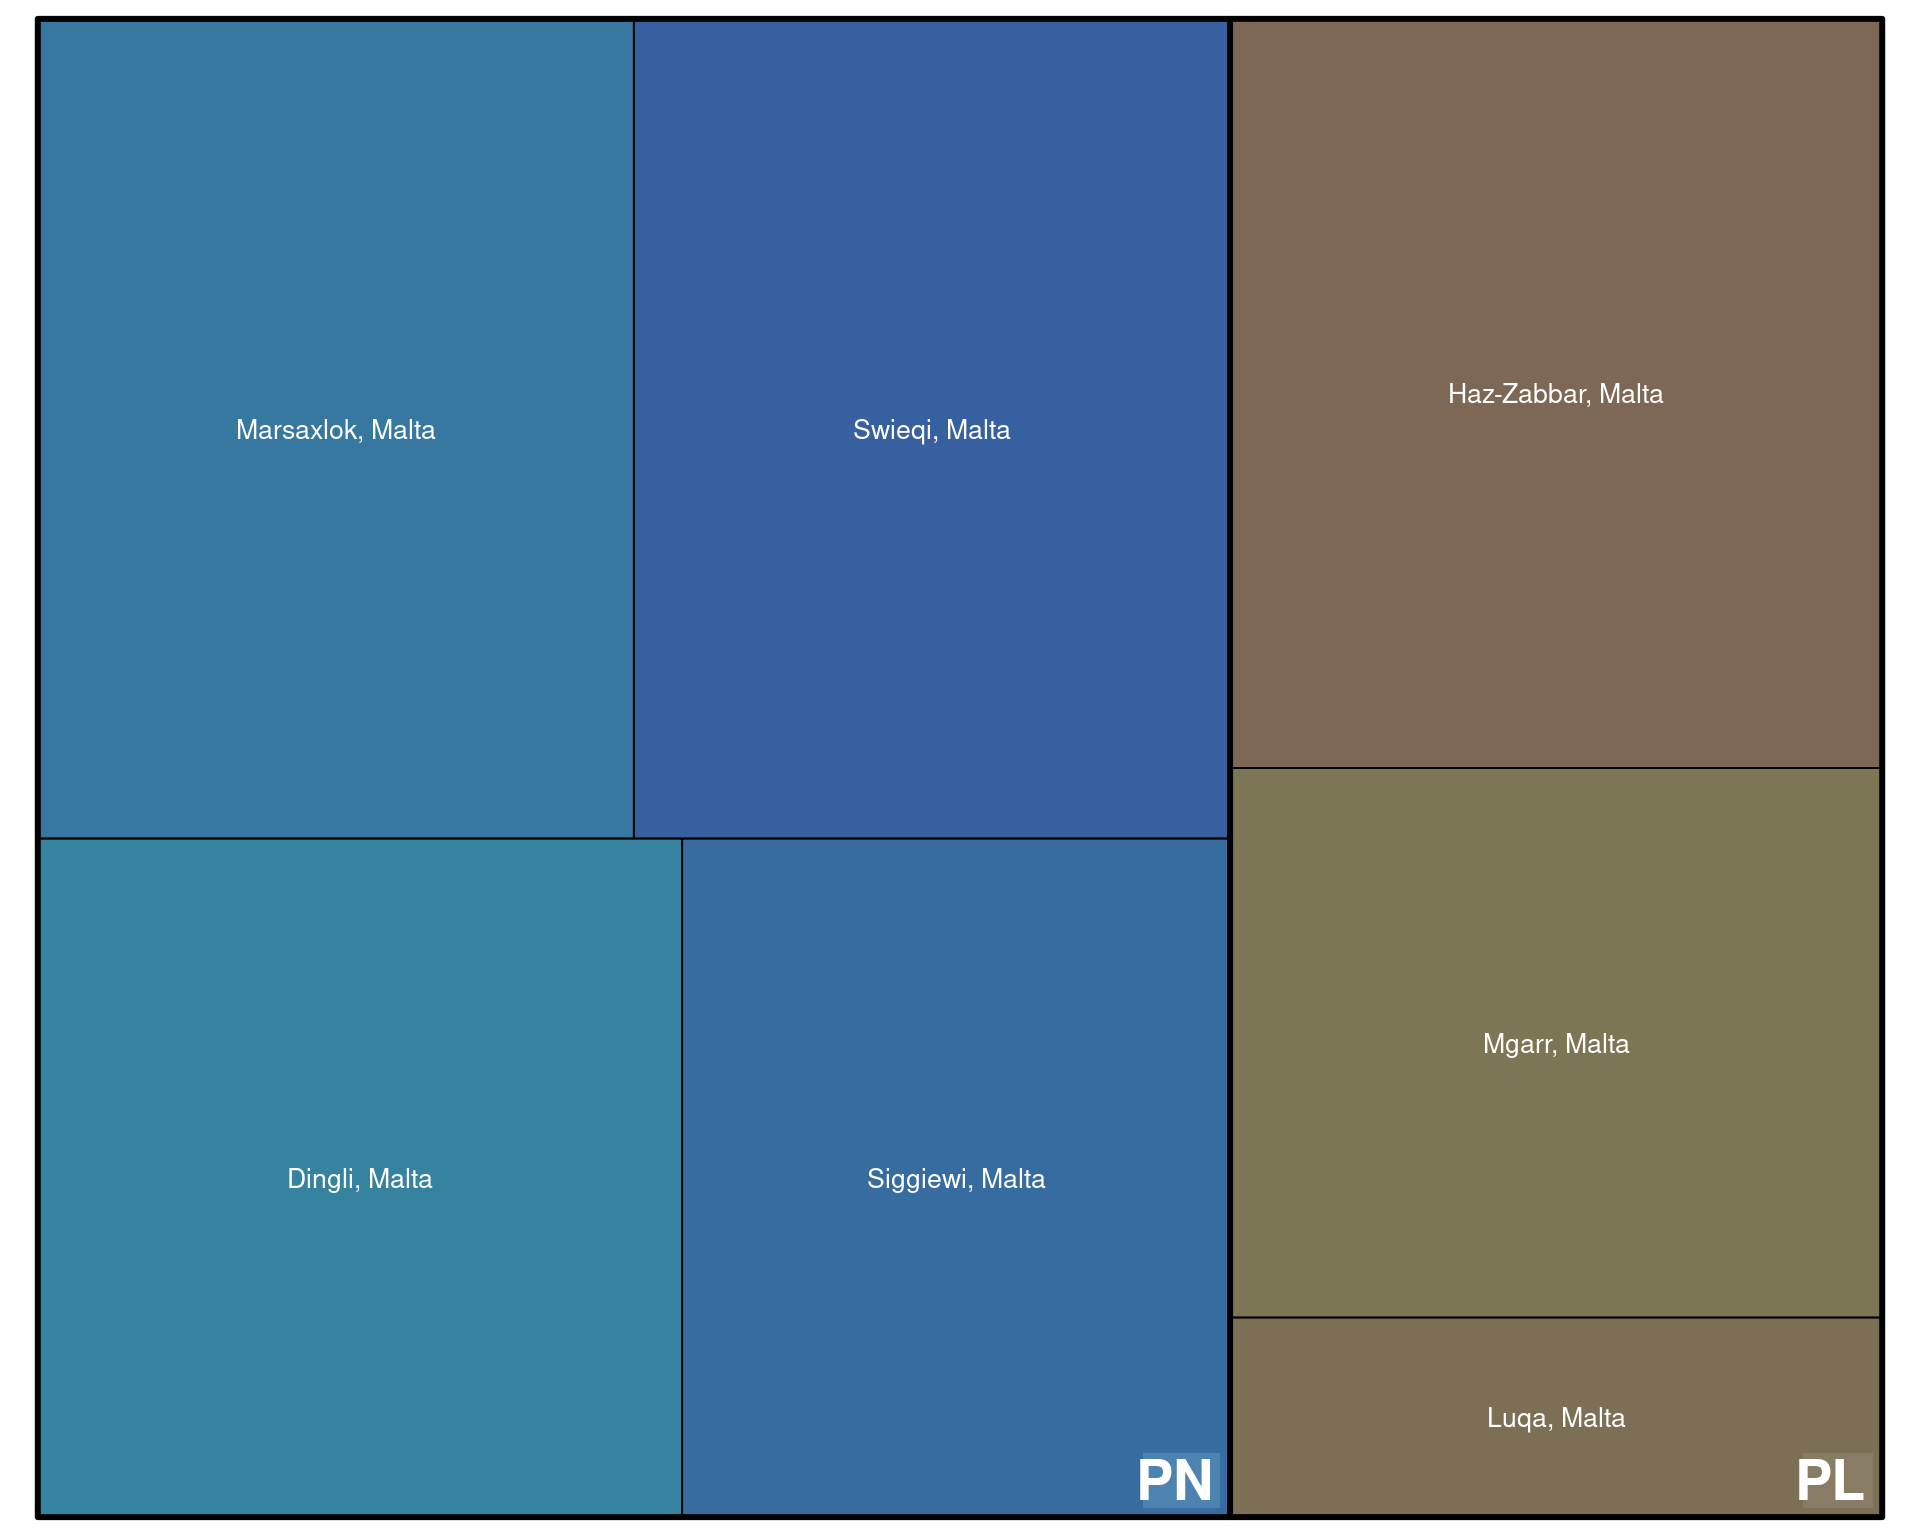 Marsaxlok, Malta
Swieqi, Malta
Haz-Zabbar, Malta
Dingli, Malta
Siggiewi, Malta
Mgarr, Malta
Luqa, Malta
PN
PL